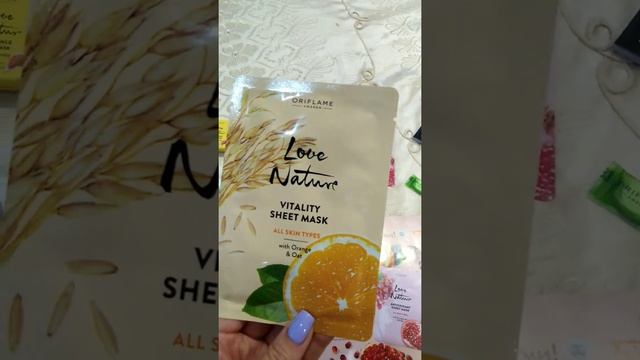 ORIFLAME
SWEDEN
Love
Nature
VITALITY
SHEET MASK
ALL SKIN TYPES
with Orange
& Oat
Love
Nature